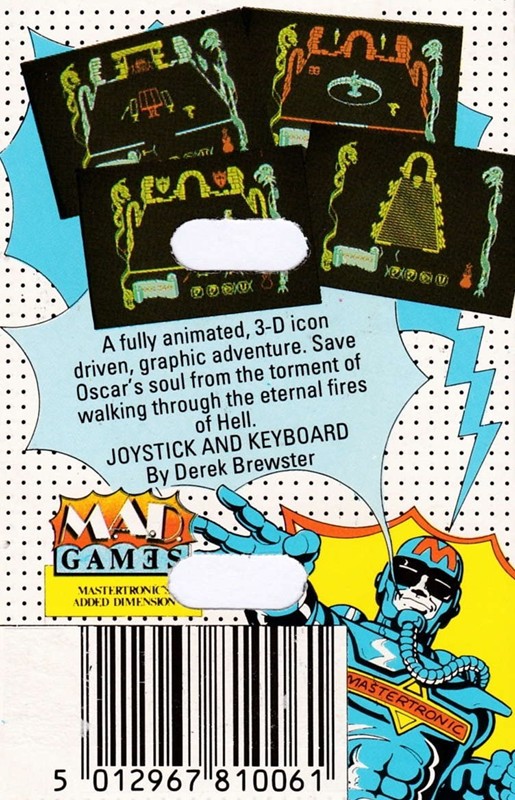 A fully animated, 3-D icon
driven, graphic adventure. Save
Oscar's soul from the torment of
walking through the eternal fires
of Hell.
JOYSTICK AND KEYBOARD
By Derek Brewster
M.A.D.
GAMES
MASTERTRONIC'S
ADDED DIMENSION
M
MASTERTRONIC
5 012967 810061